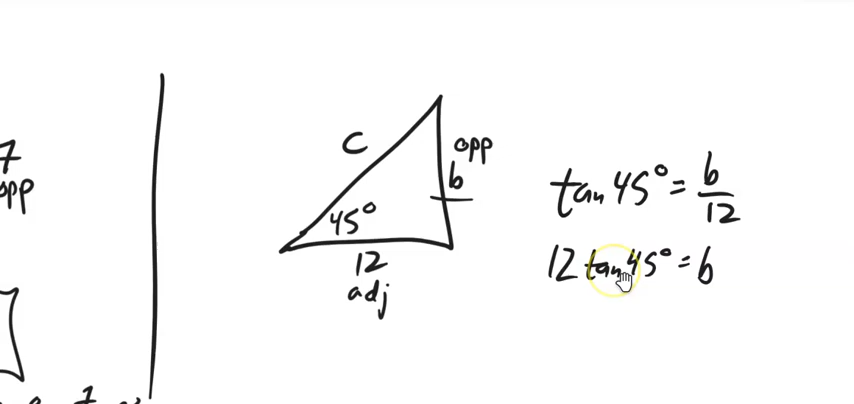 7
opp
c
opp
b
45°
12
adj
tan 45° = b/12
12 tan 45° = b